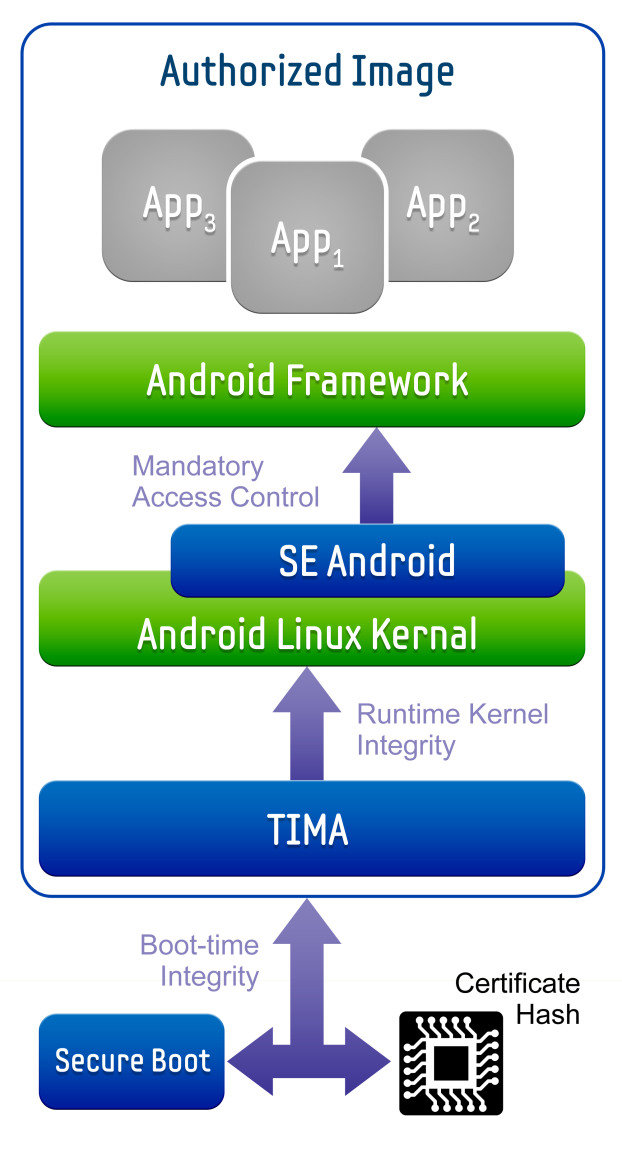 Authorized Image
App3
App1
App2
Android Framework
Mandatory
Access Control
SE Android
Android Linux Kernal
Runtime Kernel
Integrity
TIMA
Boot-time
Integrity
Certificate
Hash
Secure Boot